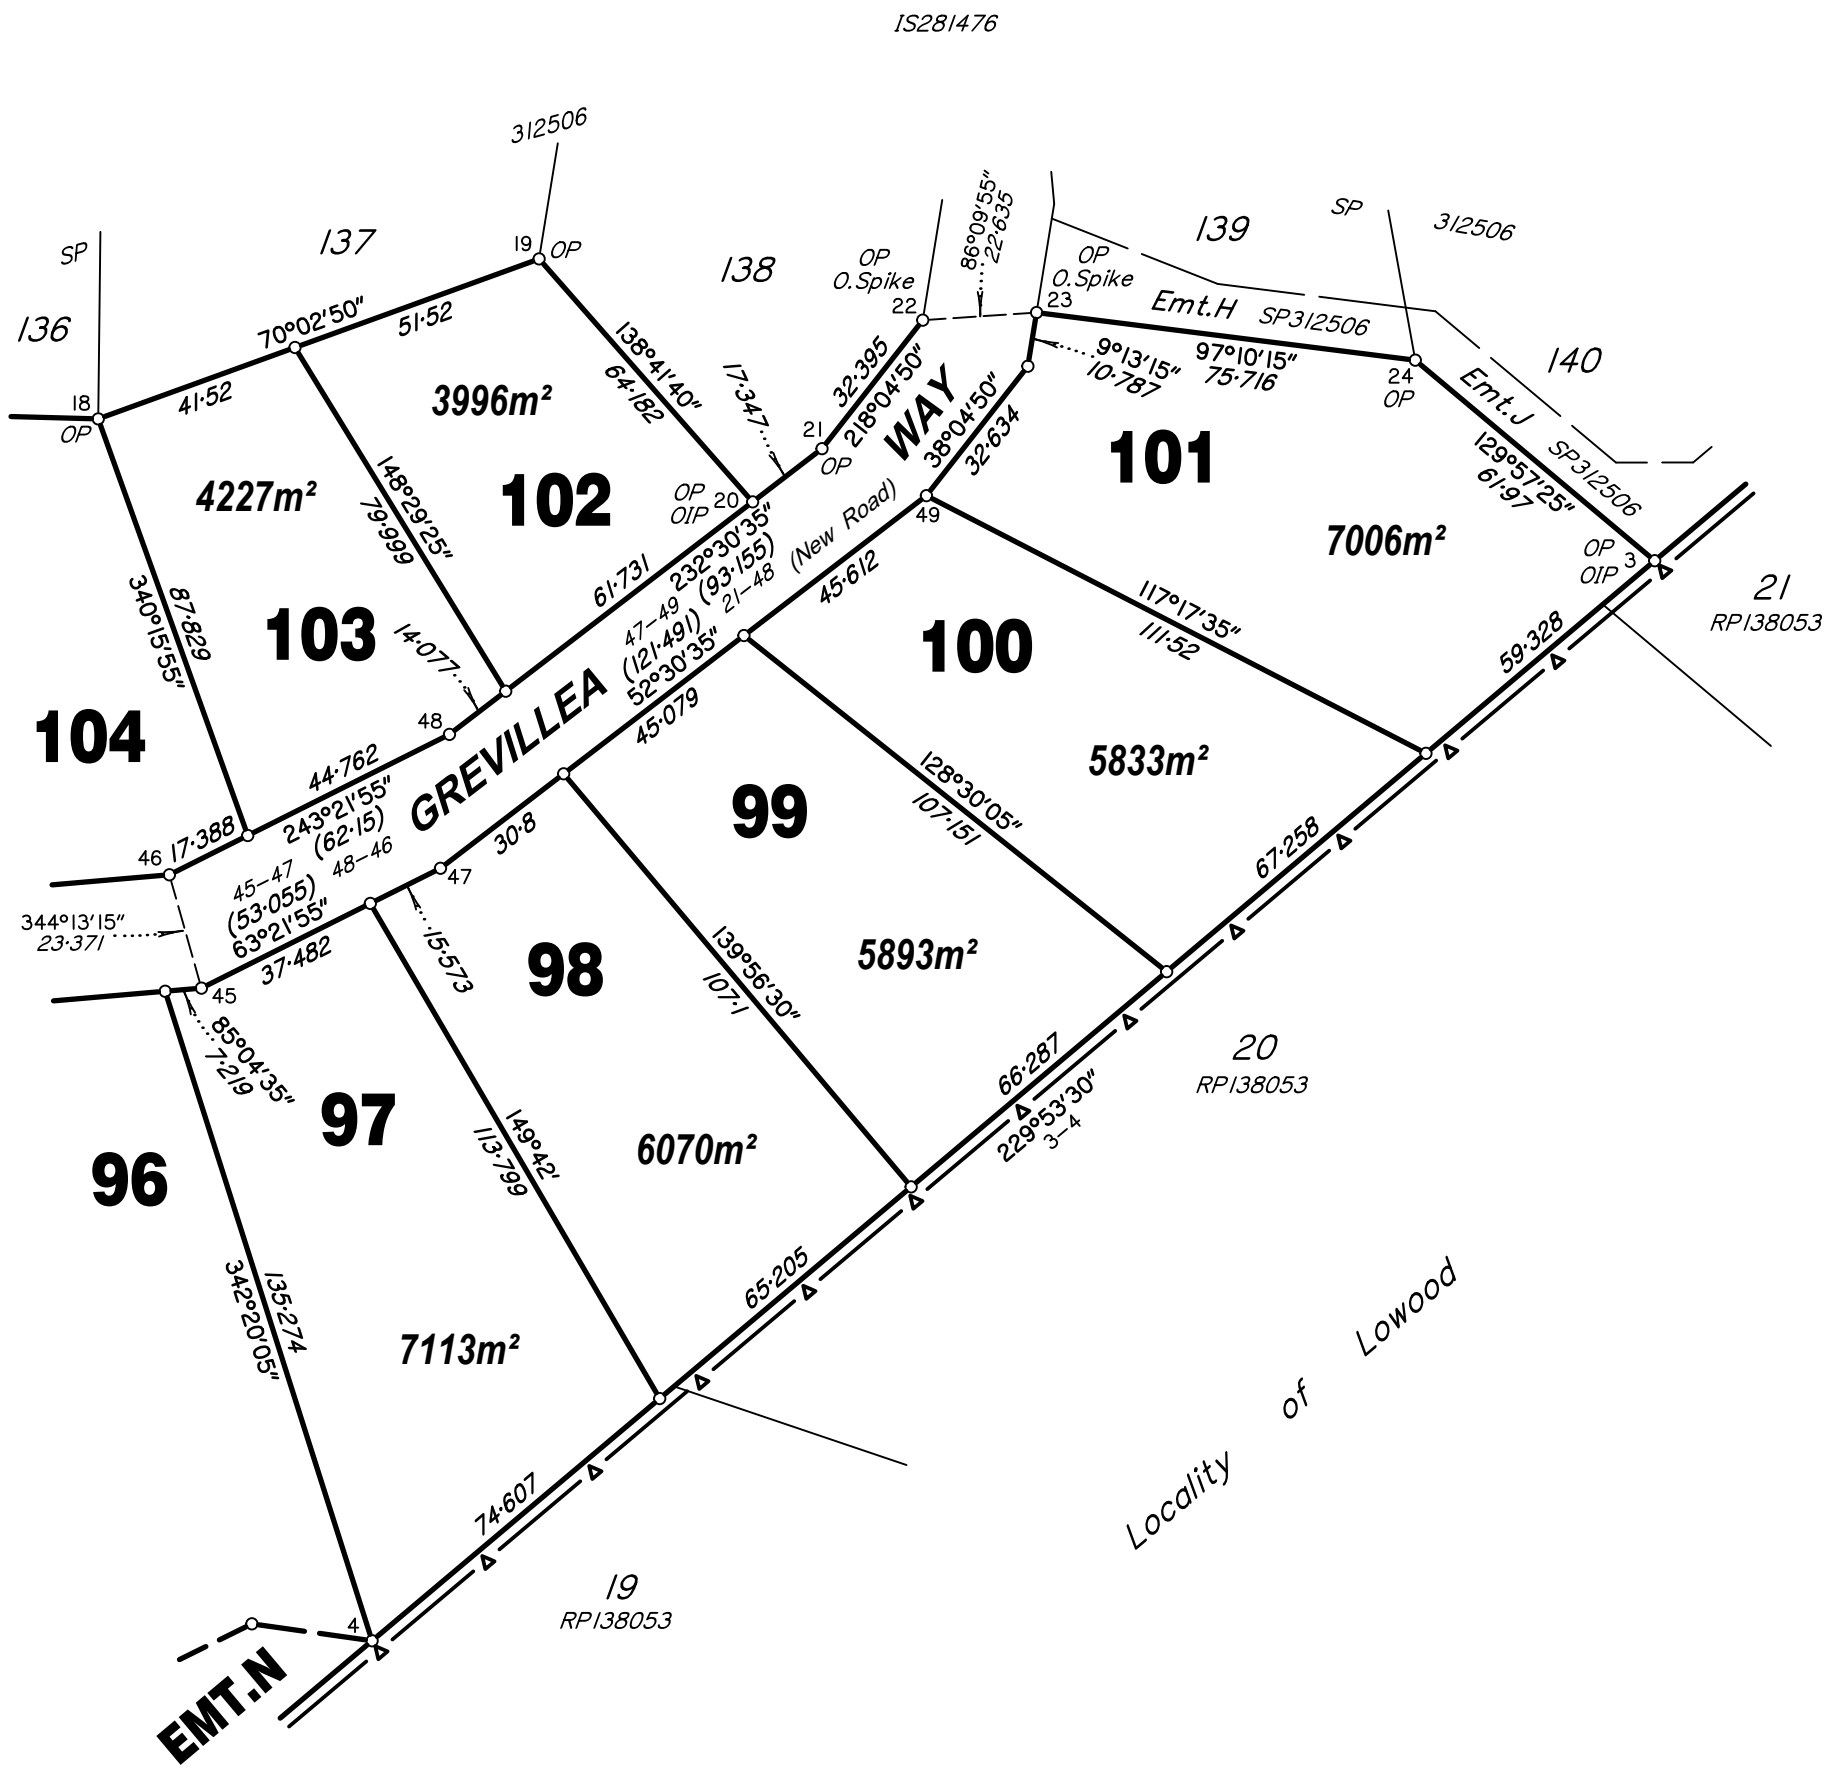 IS281476
312506
SP
137
19
OP
138
136
70°02'50"
51·52
18
OP
41·52
OP
O.Spike
22
86°09'55"
22·635
OP
O.Spike
23
139
SP
312506
Emt.H
SP312506
9°13'15"
10·787
97°10'15"
75·716
24
OP
140
Emt.J
SP312506
129°57'25"
61·97
138°41'40"
64·182
17·347
32·395
218°04'50"
21
OP
WAY
38°04'50"
32·634
101
7006m²
3996m²
102
OP
OIP
20
4227m²
148°29'25"
79·999
340°15'55"
87·829
103
104
14·077
48
61·731
232°30'35"
(93·155)
21–48
(New Road)
47–49
(121·491)
52°30'35"
45·612
49
45·079
GREVILLEA
117°17'35"
111·52
100
5833m²
OP
OIP
3
21
RP138053
59·328
44·762
243°21'55"
(62·15)
48–46
46
17·388
45–47
(53·055)
63°21'55"
37·482
344°13'15"
23·371
45
85°04'35"
7·219
30·8
47
15·573
99
128°30'05"
107·151
5893m²
67·258
98
139°56'30"
107·1
6070m²
66·287
229°53'30"
3–4
20
RP138053
97
149°42'
113·799
96
342°20'05"
135·274
7113m²
65·205
74·607
4
EMT.N
19
RP138053
Locality of Lowood